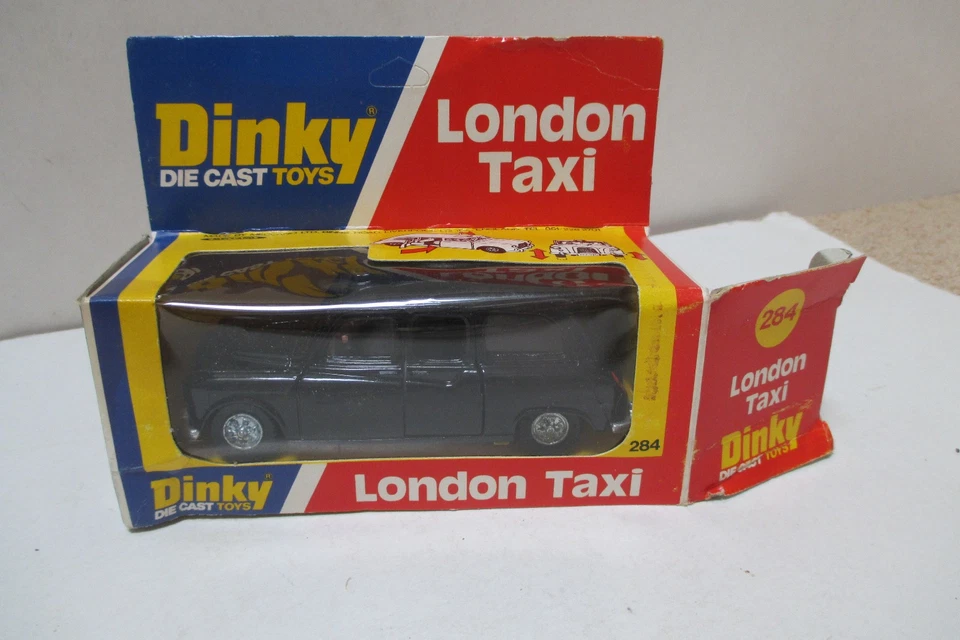 Dinky®
DIE CAST TOYS
London
Taxi
284
Dinky®
DIE CAST TOYS
London Taxi
284
London
Taxi
Dinky
DIE CAST TOYS